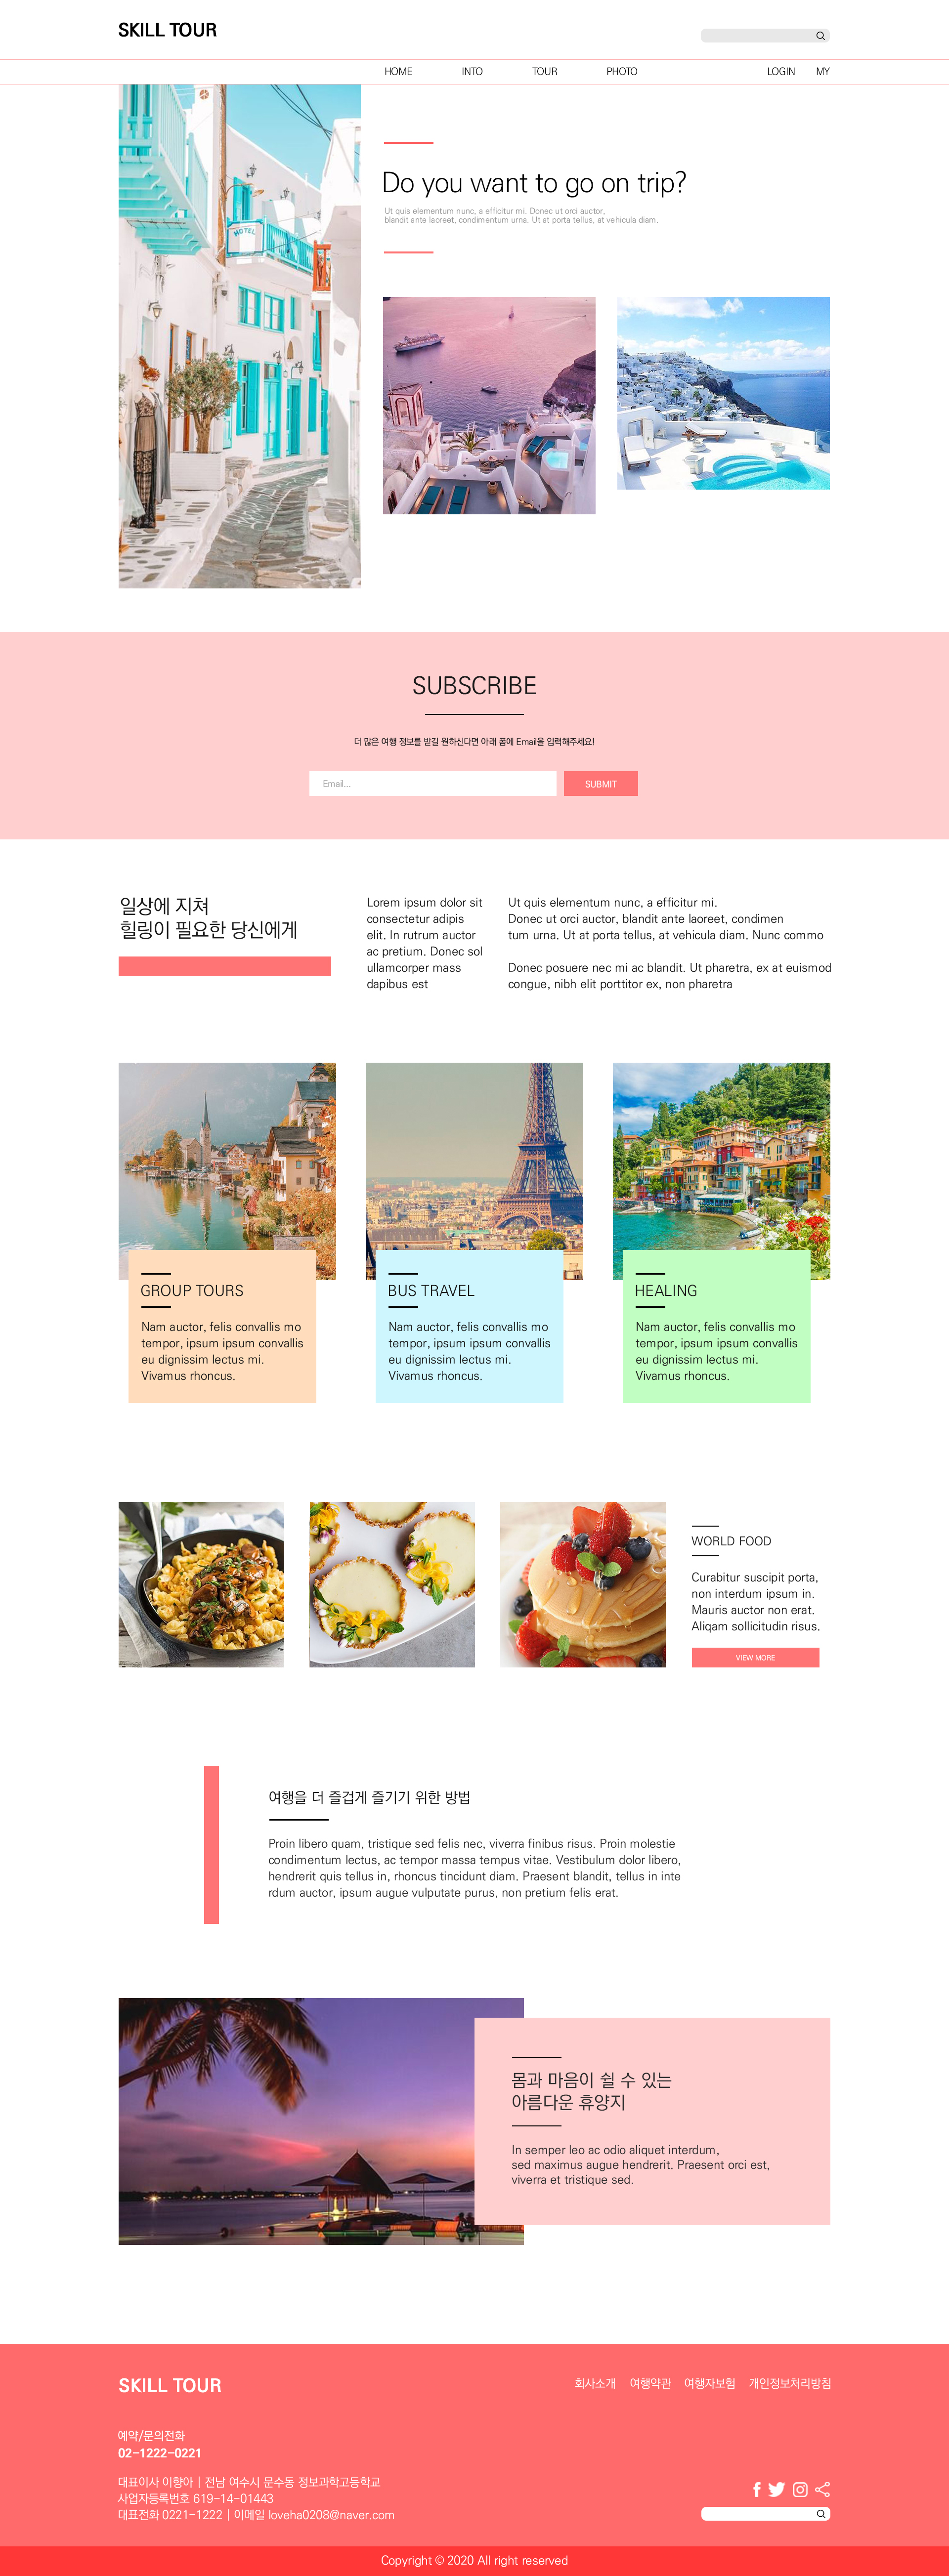 SKILL TOUR
HOME INTO TOUR PHOTO LOGIN MY
Do you want to go on trip?
Ut quis elementum nunc, a efficitur mi. Donec ut orci auctor,
blandit ante laoreet, condimentum urna. Ut at porta tellus, at vehicula diam.
HOTEL
SUBSCRIBE
더 많은 여행 정보를 받길 원하신다면 아래 폼에 Email을 입력해주세요!
Email...
SUBMIT
일상에 지쳐
힐링이 필요한 당신에게
Lorem ipsum dolor sit
consectetur adipis
elit. In rutrum auctor
ac pretium. Donec sol
ullamcorper mass
dapibus est
Ut quis elementum nunc, a efficitur mi.
Donec ut orci auctor, blandit ante laoreet, condimen
tum urna. Ut at porta tellus, at vehicula diam. Nunc commo
Donec posuere nec mi ac blandit. Ut pharetra, ex at euismod
congue, nibh elit porttitor ex, non pharetra
GROUP TOURS
Nam auctor, felis convallis mo
tempor, ipsum ipsum convallis
eu dignissim lectus mi.
Vivamus rhoncus.
BUS TRAVEL
Nam auctor, felis convallis mo
tempor, ipsum ipsum convallis
eu dignissim lectus mi.
Vivamus rhoncus.
HEALING
Nam auctor, felis convallis mo
tempor, ipsum ipsum convallis
eu dignissim lectus mi.
Vivamus rhoncus.
WORLD FOOD
Curabitur suscipit porta,
non interdum ipsum in.
Mauris auctor non erat.
Aliqam sollicitudin risus.
VIEW MORE
여행을 더 즐겁게 즐기기 위한 방법
Proin libero quam, tristique sed felis nec, viverra finibus risus. Proin molestie
condimentum lectus, ac tempor massa tempus vitae. Vestibulum dolor libero,
hendrerit quis tellus in, rhoncus tincidunt diam. Praesent blandit, tellus in inte
rdum auctor, ipsum augue vulputate purus, non pretium felis erat.
몸과 마음이 쉴 수 있는
아름다운 휴양지
In semper leo ac odio aliquet interdum,
sed maximus augue hendrerit. Praesent orci est,
viverra et tristique sed.
SKILL TOUR
회사소개 여행약관 여행자보험 개인정보처리방침
예약/문의전화
02-1222-0221
대표이사 이향아 | 전남 여수시 문수동 정보과학고등학교
사업자등록번호 619-14-01443
대표전화 0221-1222 | 이메일 loveha0208@naver.com
Copyright © 2020 All right reserved